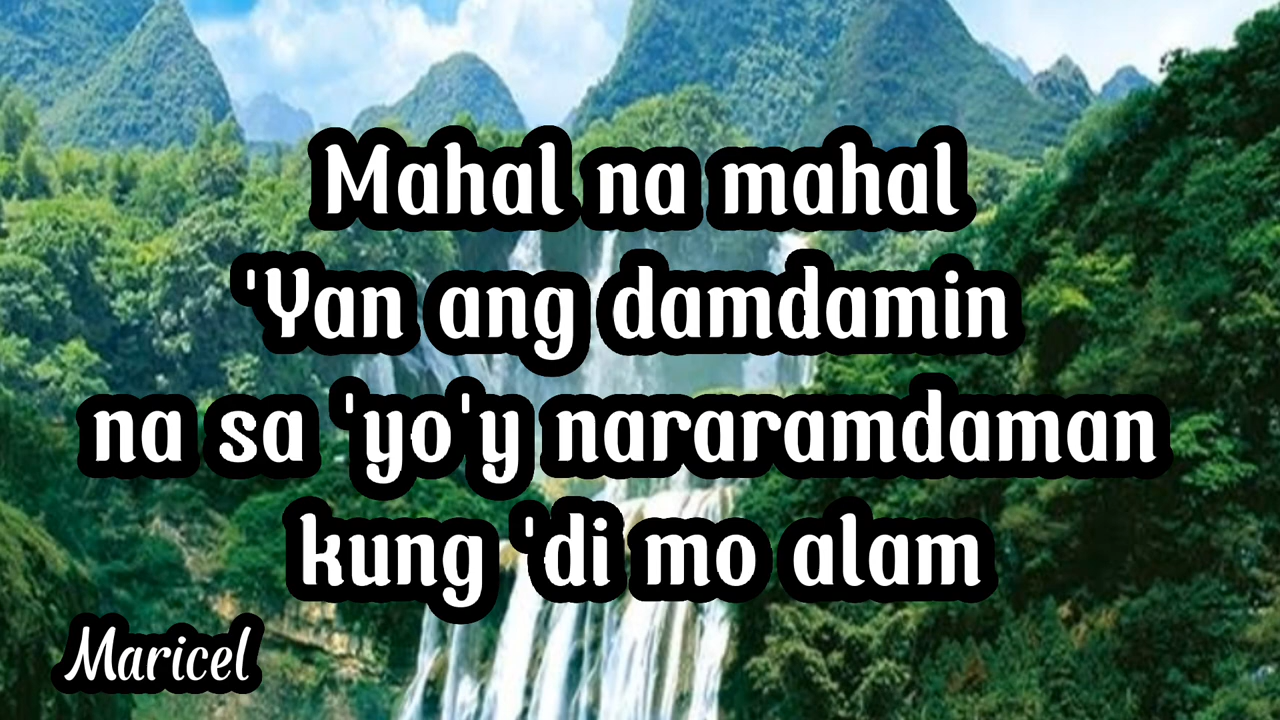 Mahal na mahal
'Yan ang damdamin
na sa 'yo'y nararamdaman
kung 'di mo alam
Maricel